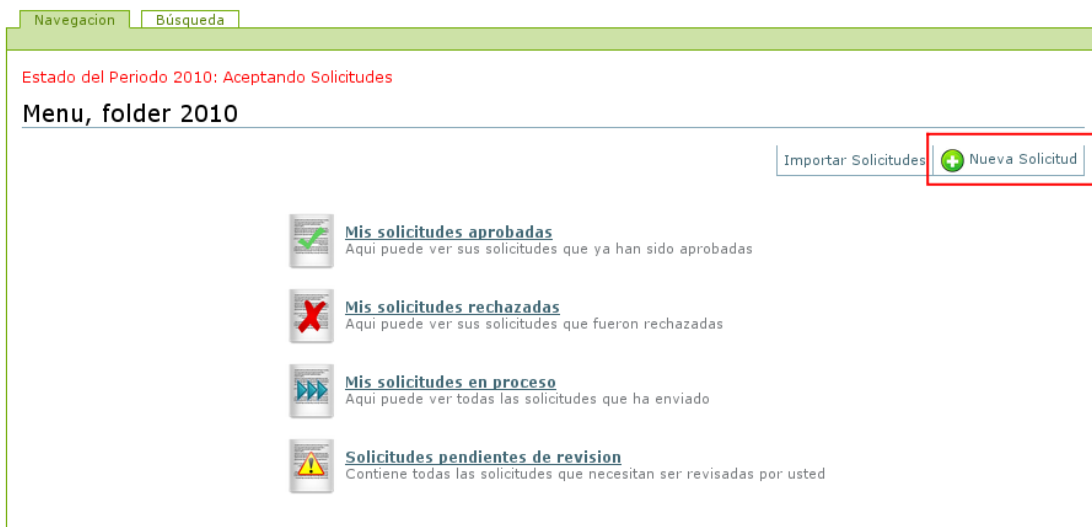 Navegacion
Búsqueda
Estado del Periodo 2010: Aceptando Solicitudes
Menu, folder 2010
Importar Solicitudes
Nueva Solicitud
Mis solicitudes aprobadas
Aqui puede ver sus solicitudes que ya han sido aprobadas
Mis solicitudes rechazadas
Aqui puede ver sus solicitudes que fueron rechazadas
Mis solicitudes en proceso
Aqui puede ver todas las solicitudes que ha enviado
Solicitudes pendientes de revision
Contiene todas las solicitudes que necesitan ser revisadas por usted